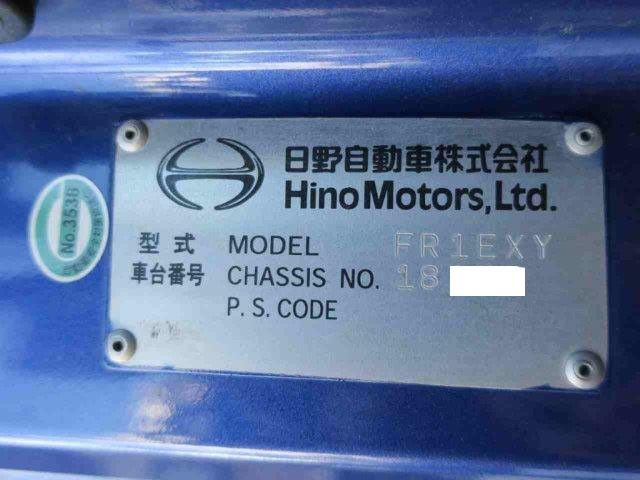 日野自動車株式会社
Hino Motors, Ltd.
型式 MODEL FR1EXY
車台番号 CHASSIS NO. 18
P. S. CODE
No.3538